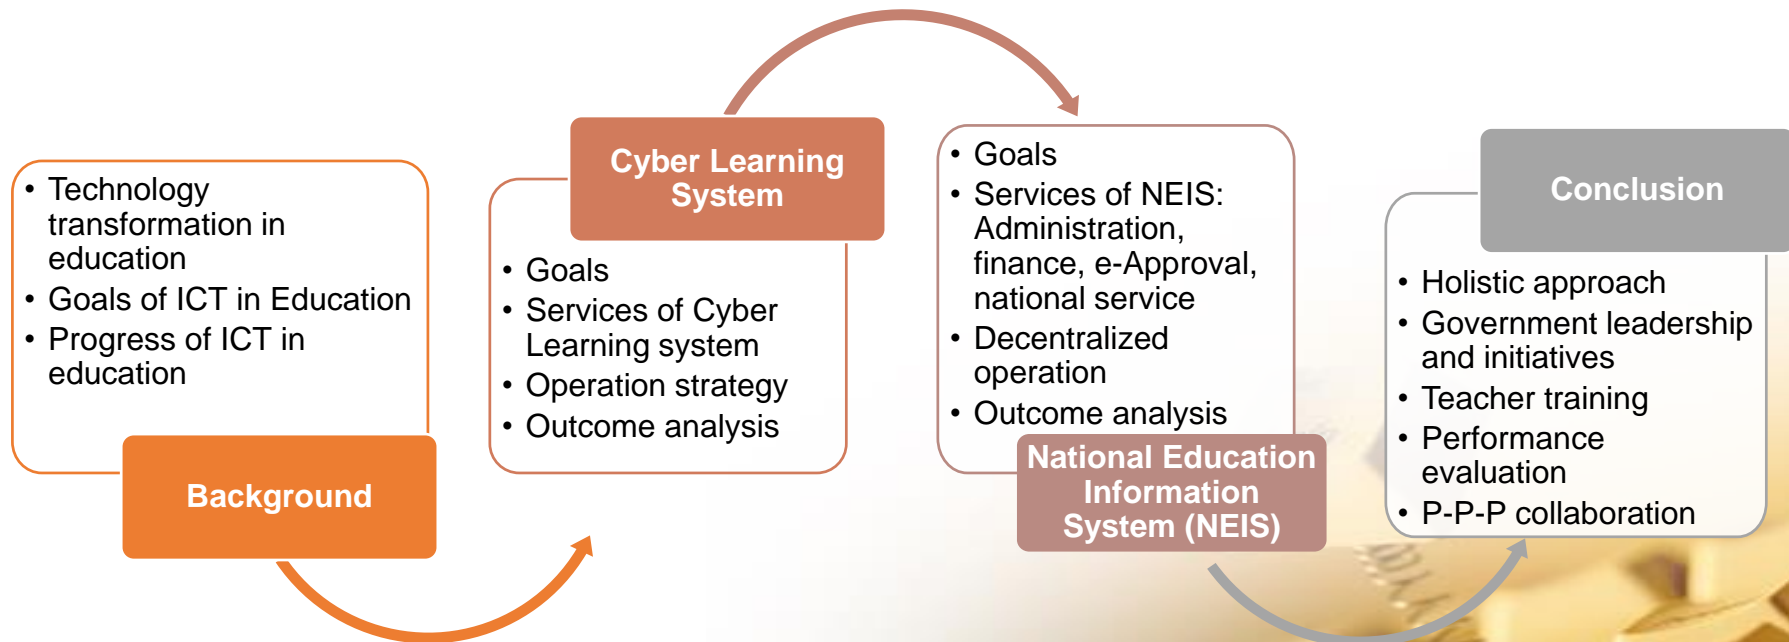 • Technology
transformation in
education
• Goals of ICT in Education
• Progress of ICT in
education
Background
Cyber Learning
System
• Goals
• Services of Cyber
Learning system
• Operation strategy
• Outcome analysis
• Goals
• Services of NEIS:
Administration,
finance, e-Approval,
national service
• Decentralized
operation
• Outcome analysis
National Education
Information
System (NEIS)
Conclusion
• Holistic approach
• Government leadership
and initiatives
• Teacher training
• Performance
evaluation
• P-P-P collaboration